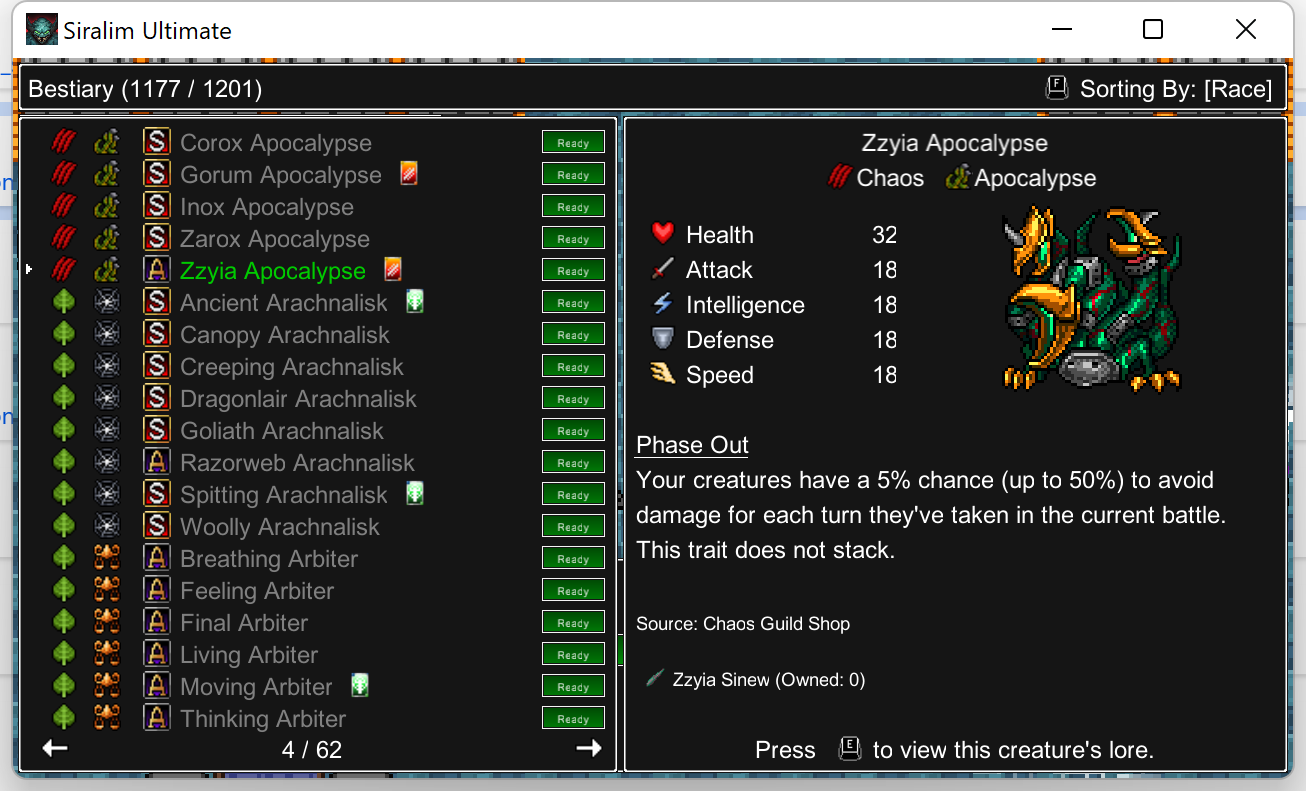 Siralim Ultimate
Bestiary (1177 / 1201)
F Sorting By: [Race]
S Corox Apocalypse Ready
S Gorum Apocalypse Ready
S Inox Apocalypse Ready
S Zarox Apocalypse Ready
A Zzyia Apocalypse Ready
S Ancient Arachnalisk Ready
S Canopy Arachnalisk Ready
S Creeping Arachnalisk Ready
S Dragonlair Arachnalisk Ready
S Goliath Arachnalisk Ready
A Razorweb Arachnalisk Ready
S Spitting Arachnalisk Ready
S Woolly Arachnalisk Ready
A Breathing Arbiter Ready
A Feeling Arbiter Ready
A Final Arbiter Ready
A Living Arbiter Ready
A Moving Arbiter Ready
A Thinking Arbiter Ready
4 / 62
Zzyia Apocalypse
Chaos Apocalypse
Health 32
Attack 18
Intelligence 18
Defense 18
Speed 18
Phase Out
Your creatures have a 5% chance (up to 50%) to avoid
damage for each turn they've taken in the current battle.
This trait does not stack.
Source: Chaos Guild Shop
Zzyia Sinew (Owned: 0)
Press E to view this creature's lore.